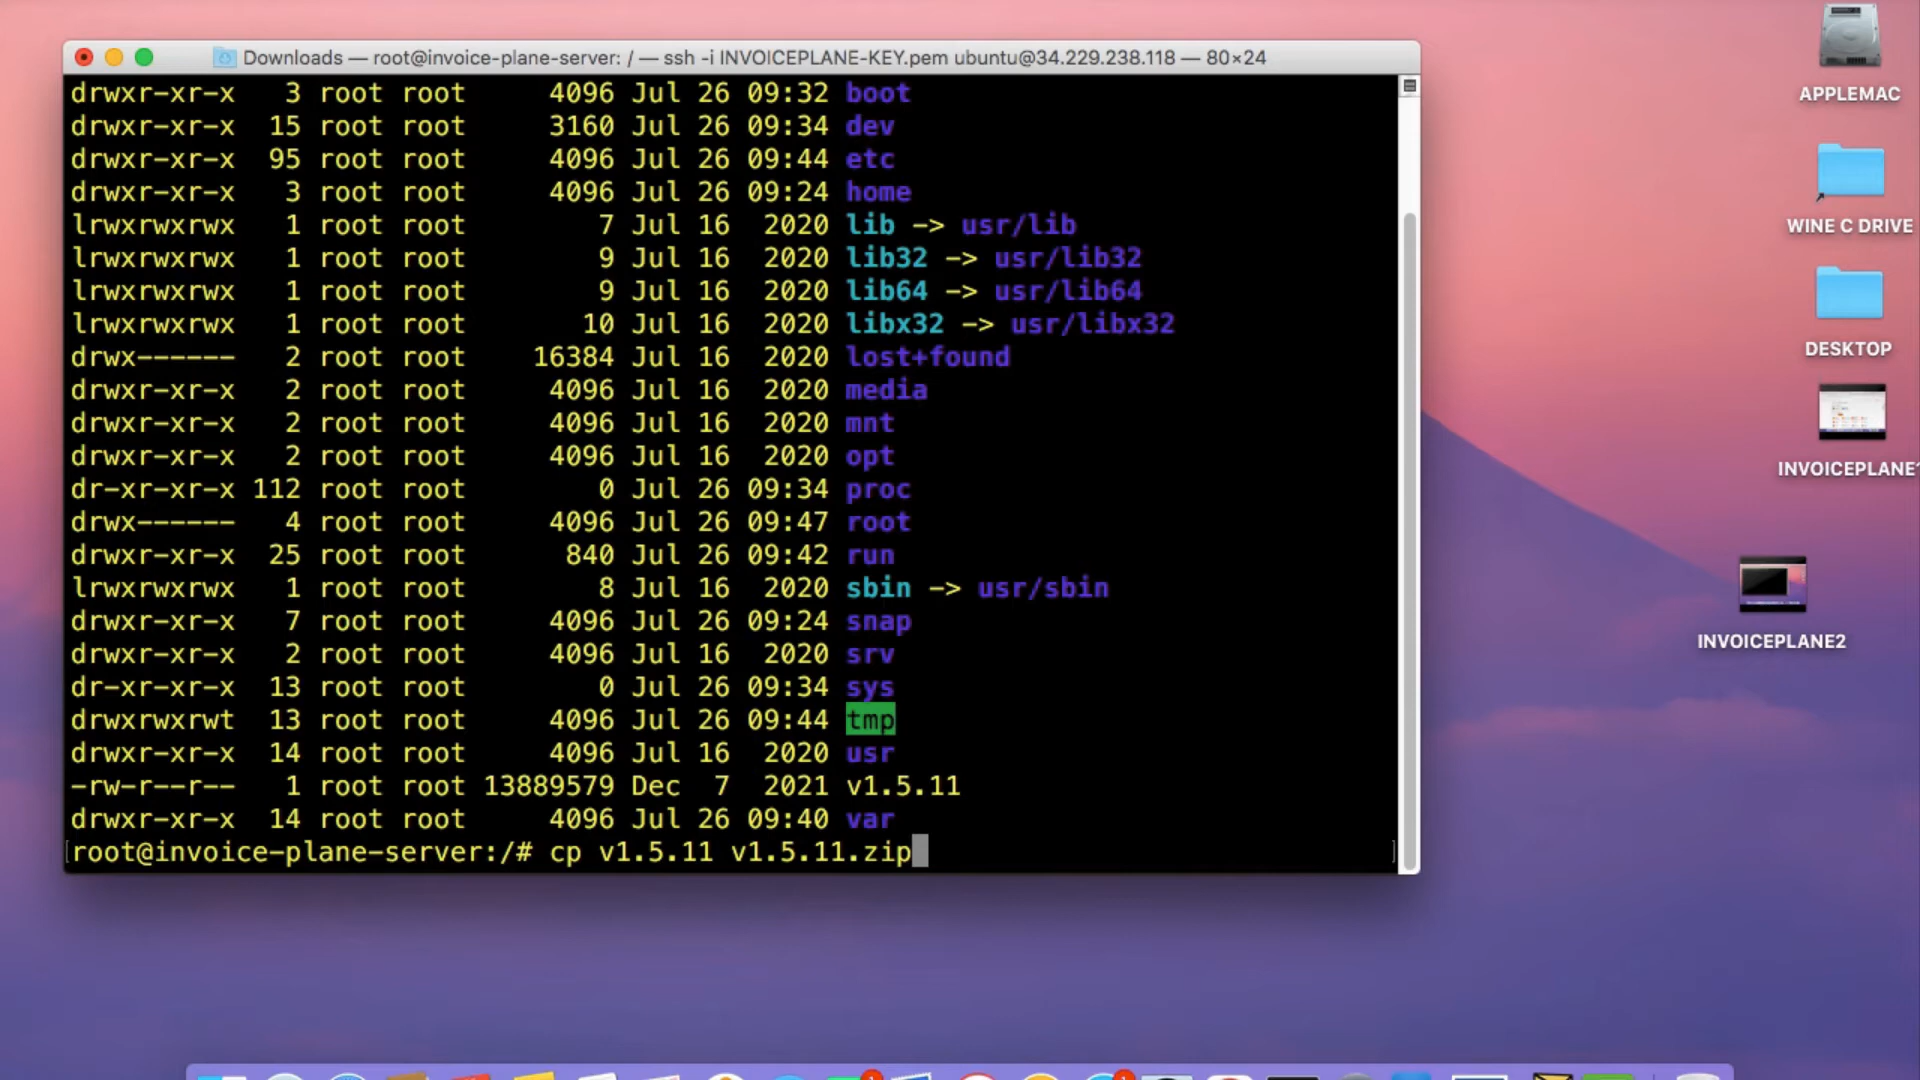 Downloads — root@invoice-plane-server: / — ssh -i INVOICEPLANE-KEY.pem ubuntu@34.229.238.118 — 80×24
drwxr-xr-x   3 root root     4096 Jul 26 09:32 boot
drwxr-xr-x  15 root root     3160 Jul 26 09:34 dev
drwxr-xr-x  95 root root     4096 Jul 26 09:44 etc
drwxr-xr-x   3 root root     4096 Jul 26 09:24 home
lrwxrwxrwx   1 root root        7 Jul 16  2020 lib -> usr/lib
lrwxrwxrwx   1 root root        9 Jul 16  2020 lib32 -> usr/lib32
lrwxrwxrwx   1 root root        9 Jul 16  2020 lib64 -> usr/lib64
lrwxrwxrwx   1 root root       10 Jul 16  2020 libx32 -> usr/libx32
drwx------   2 root root    16384 Jul 16  2020 lost+found
drwxr-xr-x   2 root root     4096 Jul 16  2020 media
drwxr-xr-x   2 root root     4096 Jul 16  2020 mnt
drwxr-xr-x   2 root root     4096 Jul 16  2020 opt
dr-xr-xr-x 112 root root        0 Jul 26 09:34 proc
drwx------   4 root root     4096 Jul 26 09:47 root
drwxr-xr-x  25 root root      840 Jul 26 09:42 run
lrwxrwxrwx   1 root root        8 Jul 16  2020 sbin -> usr/sbin
drwxr-xr-x   7 root root     4096 Jul 26 09:24 snap
drwxr-xr-x   2 root root     4096 Jul 16  2020 srv
dr-xr-xr-x  13 root root        0 Jul 26 09:34 sys
drwxrwxrwt  13 root root     4096 Jul 26 09:44 tmp
drwxr-xr-x  14 root root     4096 Jul 16  2020 usr
-rw-r--r--   1 root root 13889579 Dec  7  2021 v1.5.11
drwxr-xr-x  14 root root     4096 Jul 26 09:40 var
[root@invoice-plane-server:/# cp v1.5.11 v1.5.11.zip ]
APPLEMAC
WINE C DRIVE
DESKTOP
INVOICEPLANE
INVOICEPLANE2